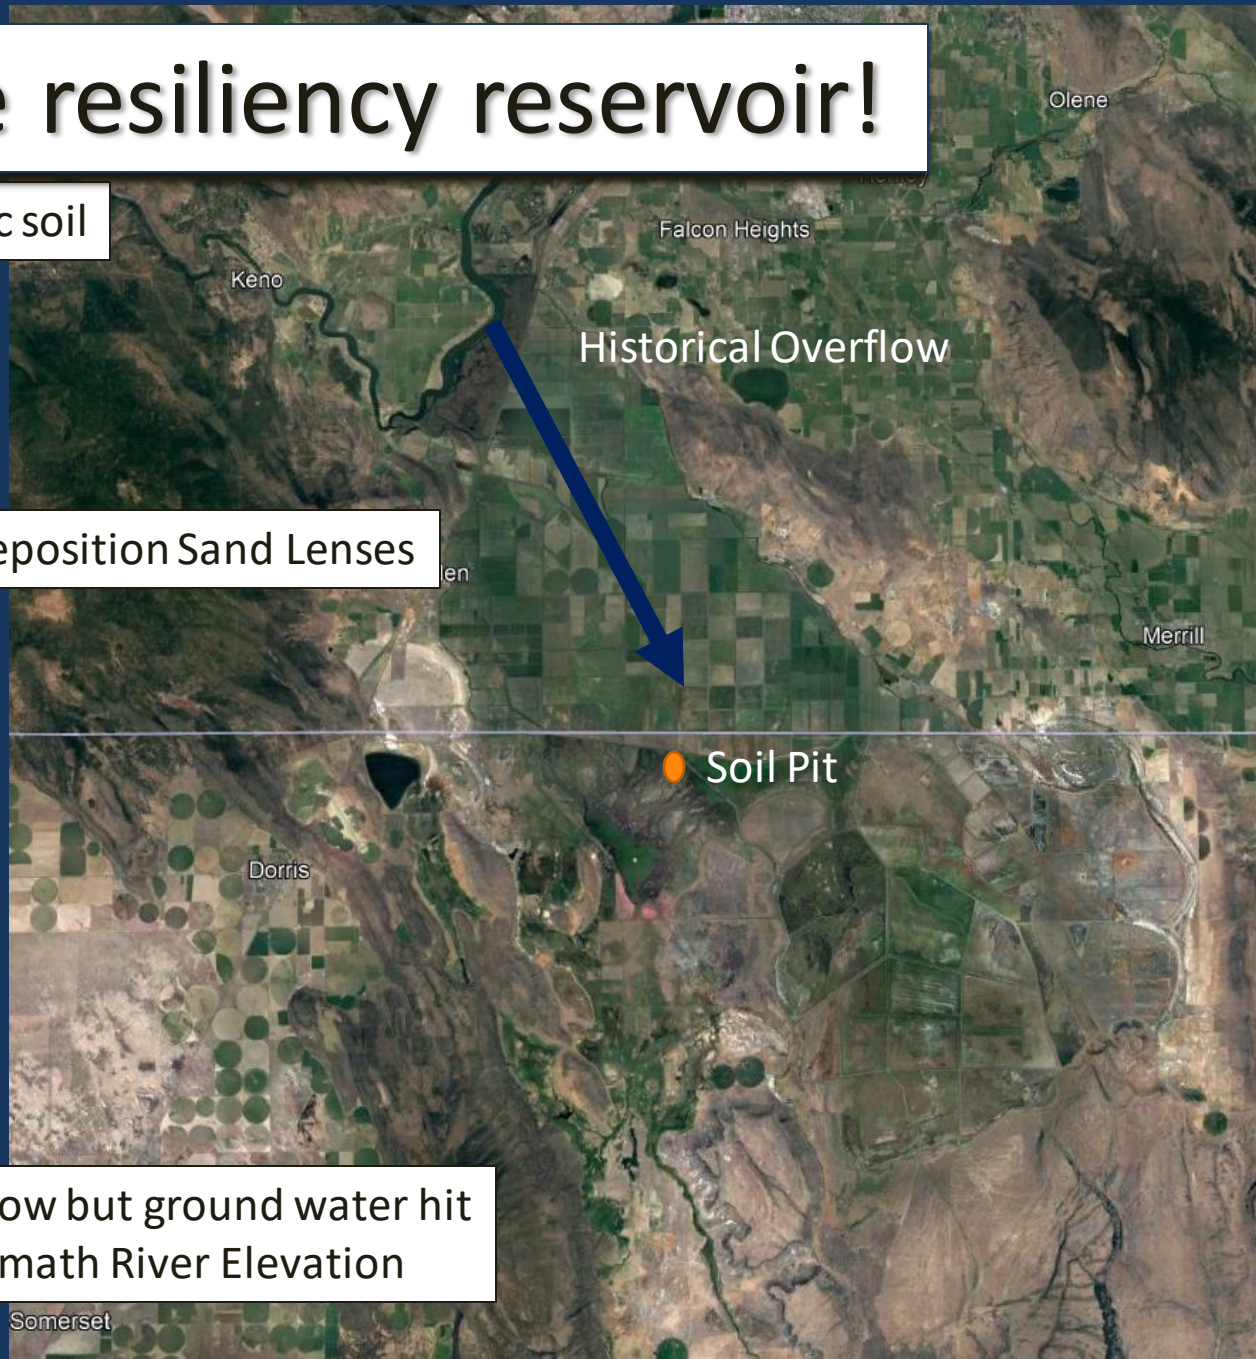 e resiliency reservoir!
Olene
c soil
Falcon Heights
Keno
Historical Overflow
eposition Sand Lenses
en
Merrill
Soil Pit
Dorris
ow but ground water hit
math River Elevation
Somerset